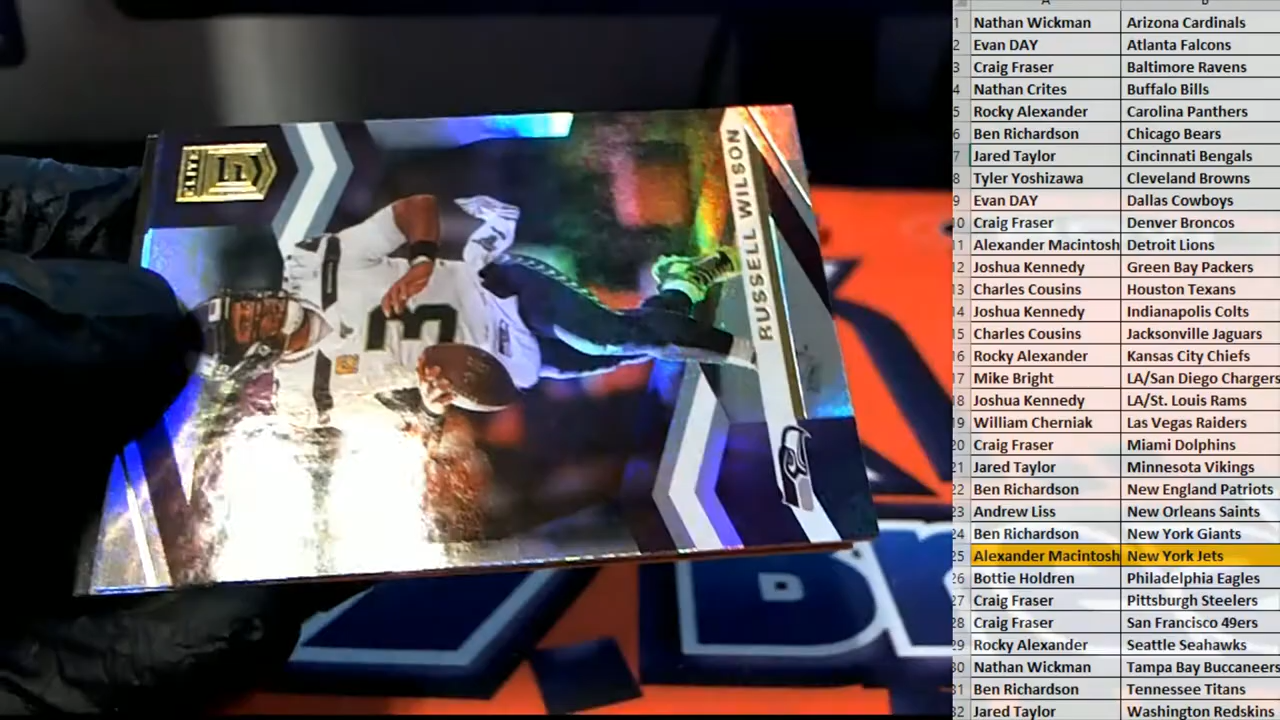 ELITE
RUSSELL WILSON
3
A B
1 Nathan Wickman Arizona Cardinals
2 Evan DAY Atlanta Falcons
3 Craig Fraser Baltimore Ravens
4 Nathan Crites Buffalo Bills
5 Rocky Alexander Carolina Panthers
6 Ben Richardson Chicago Bears
7 Jared Taylor Cincinnati Bengals
8 Tyler Yoshizawa Cleveland Browns
9 Evan DAY Dallas Cowboys
10 Craig Fraser Denver Broncos
11 Alexander Macintosh Detroit Lions
12 Joshua Kennedy Green Bay Packers
13 Charles Cousins Houston Texans
14 Joshua Kennedy Indianapolis Colts
15 Charles Cousins Jacksonville Jaguars
16 Rocky Alexander Kansas City Chiefs
17 Mike Bright LA/San Diego Chargers
18 Joshua Kennedy LA/St. Louis Rams
19 William Cherniak Las Vegas Raiders
20 Craig Fraser Miami Dolphins
21 Jared Taylor Minnesota Vikings
22 Ben Richardson New England Patriots
23 Andrew Liss New Orleans Saints
24 Ben Richardson New York Giants
25 Alexander Macintosh New York Jets
26 Bottie Holdren Philadelphia Eagles
27 Craig Fraser Pittsburgh Steelers
28 Craig Fraser San Francisco 49ers
29 Rocky Alexander Seattle Seahawks
30 Nathan Wickman Tampa Bay Buccaneers
31 Ben Richardson Tennessee Titans
32 Jared Taylor Washington Redskins